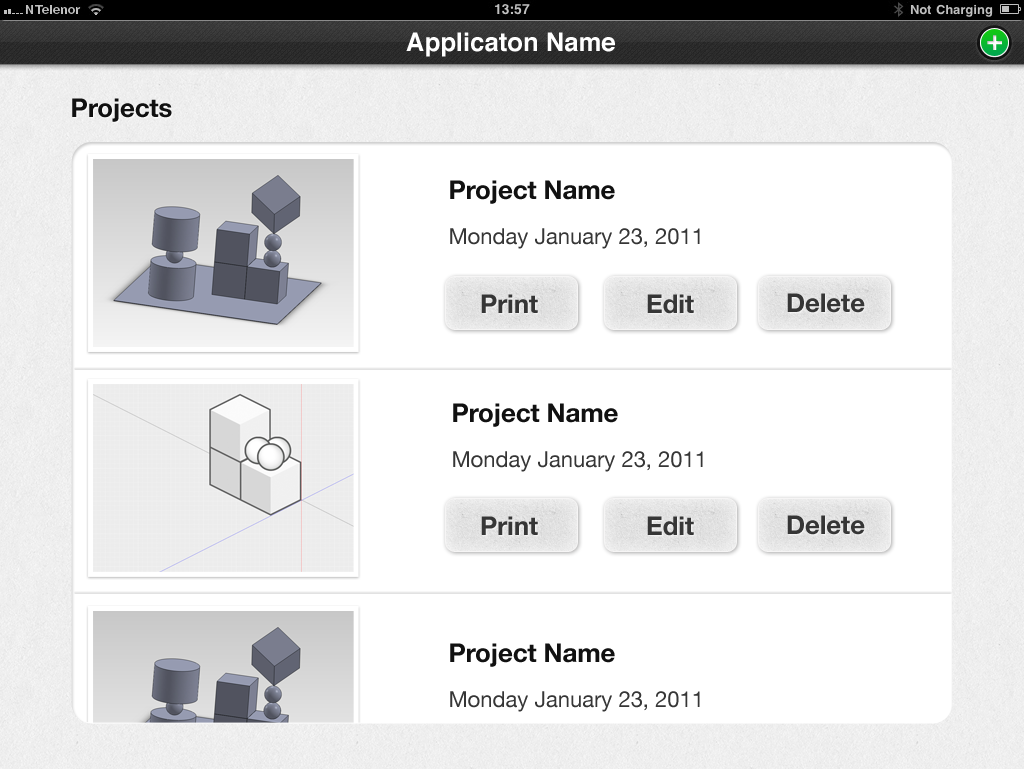 NTelenor 13:57 Not Charging
Applicaton Name
Projects
Project Name
Monday January 23, 2011
Print Edit Delete
Project Name
Monday January 23, 2011
Print Edit Delete
Project Name
Monday January 23, 2011